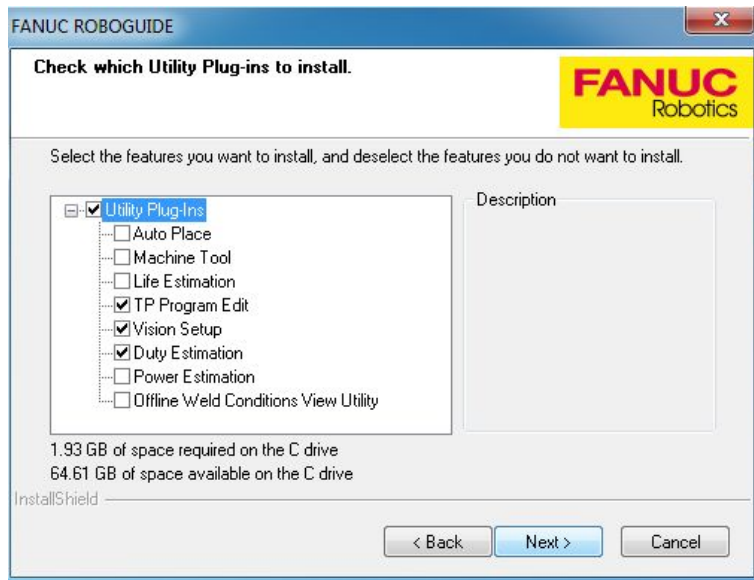 FANUC ROBOGUIDE
Check which Utility Plug-ins to install.
FANUC
Robotics
Select the features you want to install, and deselect the features you do not want to install.
Utility Plug-Ins
Auto Place
Machine Tool
Life Estimation
TP Program Edit
Vision Setup
Duty Estimation
Power Estimation
Offline Weld Conditions View Utility
Description
1.93 GB of space required on the C drive
64.61 GB of space available on the C drive
InstallShield
< Back
Next >
Cancel